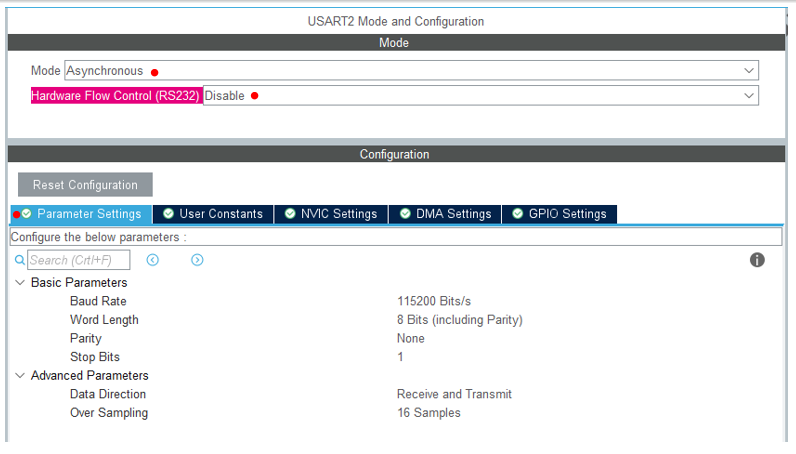 USART2 Mode and Configuration
Mode
Mode Asynchronous
Hardware Flow Control (RS232) Disable
Configuration
Reset Configuration
Parameter Settings User Constants NVIC Settings DMA Settings GPIO Settings
Configure the below parameters :
Search (Crtl+F)
Basic Parameters
Baud Rate 115200 Bits/s
Word Length 8 Bits (including Parity)
Parity None
Stop Bits 1
Advanced Parameters
Data Direction Receive and Transmit
Over Sampling 16 Samples